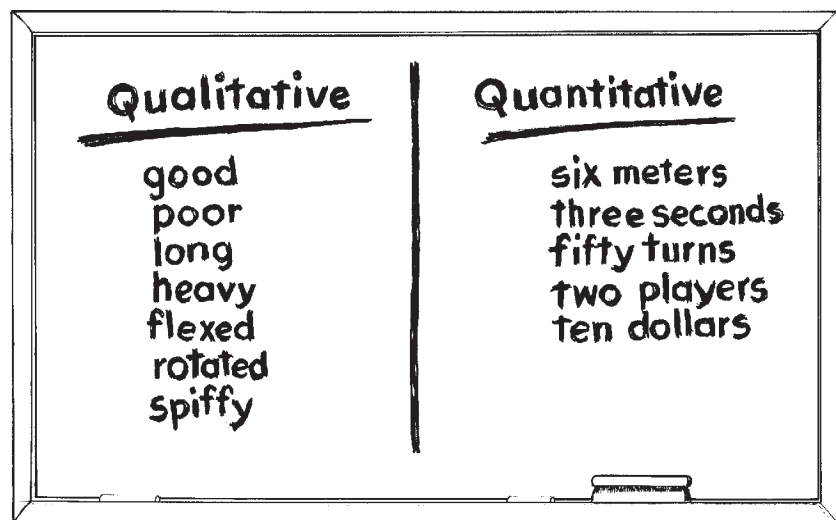 Qualitative
good
poor
long
heavy
flexed
rotated
spiffy
Quantitative
six meters
three seconds
fifty turns
two players
ten dollars